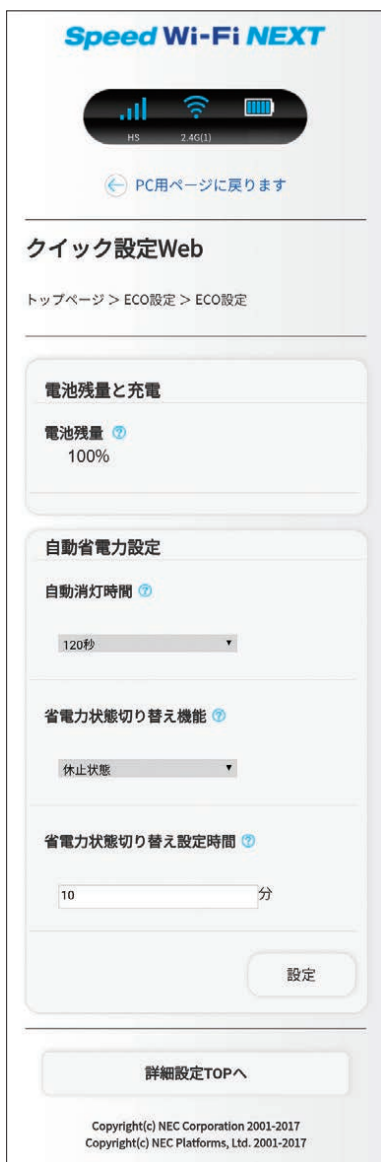 Speed Wi-Fi NEXT
HS 2.4G(1)
PC用ページに戻ります
クイック設定Web
トップページ > ECO設定 > ECO設定
電池残量と充電
電池残量 ?
100%
自動省電力設定
自動消灯時間 ?
120秒 ▼
省電力状態切り替え機能 ?
休止状態 ▼
省電力状態切り替え設定時間 ?
10 分
設定
詳細設定TOPへ
Copyright(c) NEC Corporation 2001-2017
Copyright(c) NEC Platforms, Ltd. 2001-2017